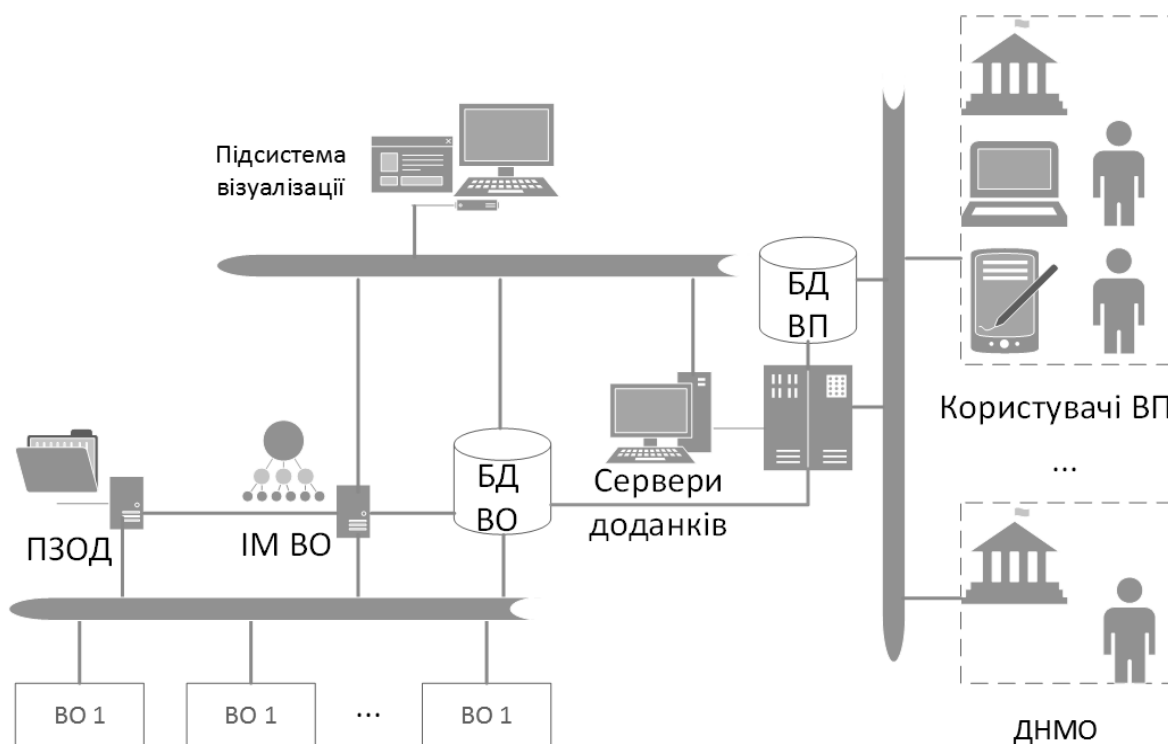 Підсистема
візуалізації
БД
ВП
Користувачі ВП
...
ПЗОД
ІМ ВО
БД
ВО
Сервери
доданків
ВО 1
ВО 1
...
ВО 1
ДНМО